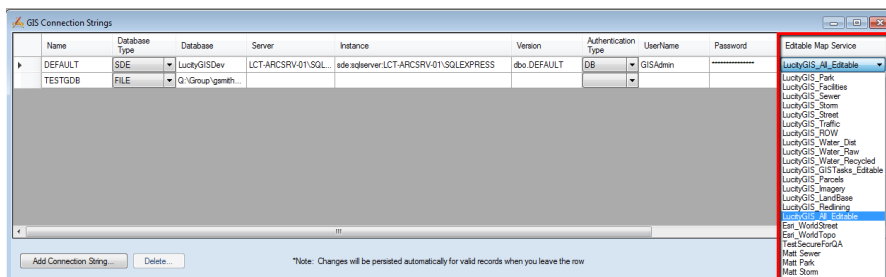 GIS Connection Strings
Name Database Type Database Server Instance Version Authentication Type UserName Password Editable Map Service
DEFAULT SDE LucityGISDev LCT-ARCSRV-01\SQL... sde:sqlserver:LCT-ARCSRV-01\SQLEXPRESS dbo.DEFAULT DB GISAdmin *************** LucityGIS_All_Editable
TESTGDB FILE Q:\Group\gsmith...
LucityGIS_Park
LucityGIS_Facilities
LucityGIS_Sewer
LucityGIS_Storm
LucityGIS_Street
LucityGIS_Traffic
LucityGIS_ROW
LucityGIS_Water_Dist
LucityGIS_Water_Raw
LucityGIS_Water_Recycled
LucityGIS_GISTasks_Editable
LucityGIS_Parcels
LucityGIS_Imagery
LucityGIS_LandBase
LucityGIS_Redlining
LucityGIS_All_Editable
Esri_WorldStreet
Esri_WorldTopo
TestSecureForQA
Matt Sewer
Matt Park
Matt Storm
Add Connection String... Delete... *Note: Changes will be persisted automatically for valid records when you leave the row